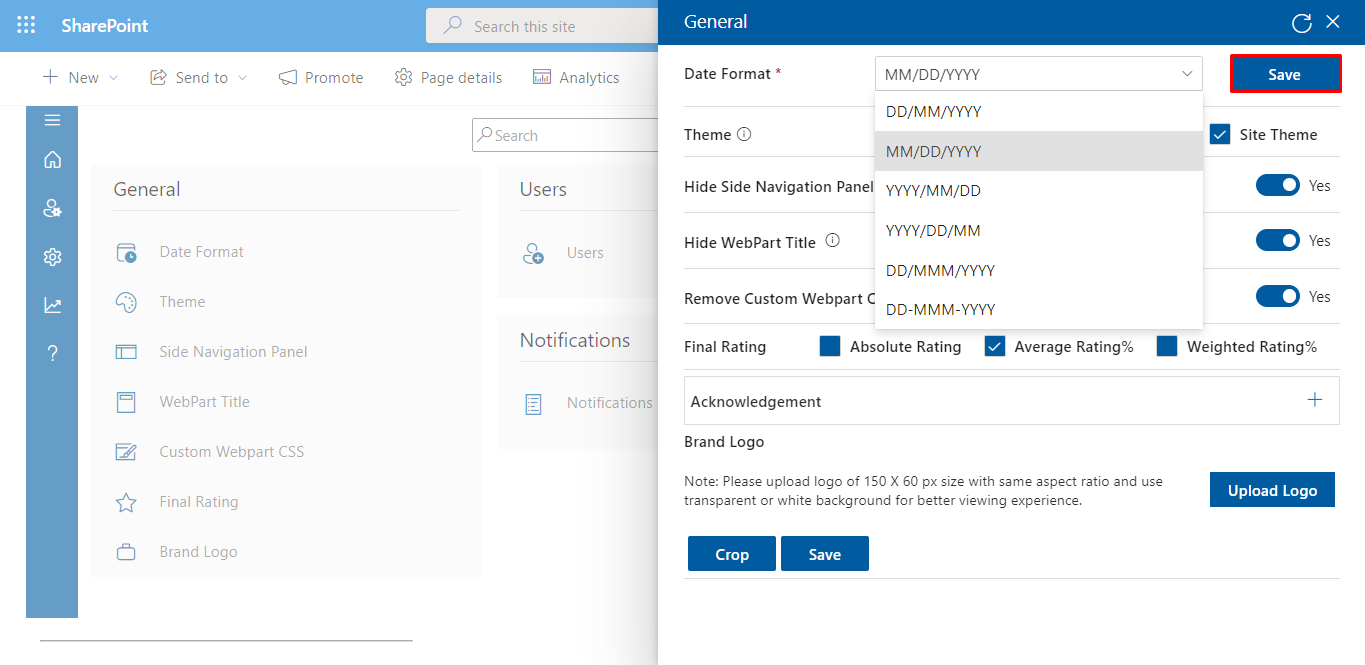 SharePoint
Search this site
New
Send to
Promote
Page details
Analytics
Search
General
Date Format
Theme
Side Navigation Panel
WebPart Title
Custom Webpart CSS
Final Rating
Brand Logo
Users
Users
Notifications
Notifications
General
Date Format *
MM/DD/YYYY
Save
DD/MM/YYYY
MM/DD/YYYY
YYYY/MM/DD
YYYY/DD/MM
DD/MMM/YYYY
DD-MMM-YYYY
Theme
Site Theme
Hide Side Navigation Panel
Yes
Hide WebPart Title
Yes
Remove Custom Webpart C
Yes
Final Rating
Absolute Rating
Average Rating%
Weighted Rating%
Acknowledgement
Brand Logo
Note: Please upload logo of 150 X 60 px size with same aspect ratio and use
transparent or white background for better viewing experience.
Upload Logo
Crop
Save